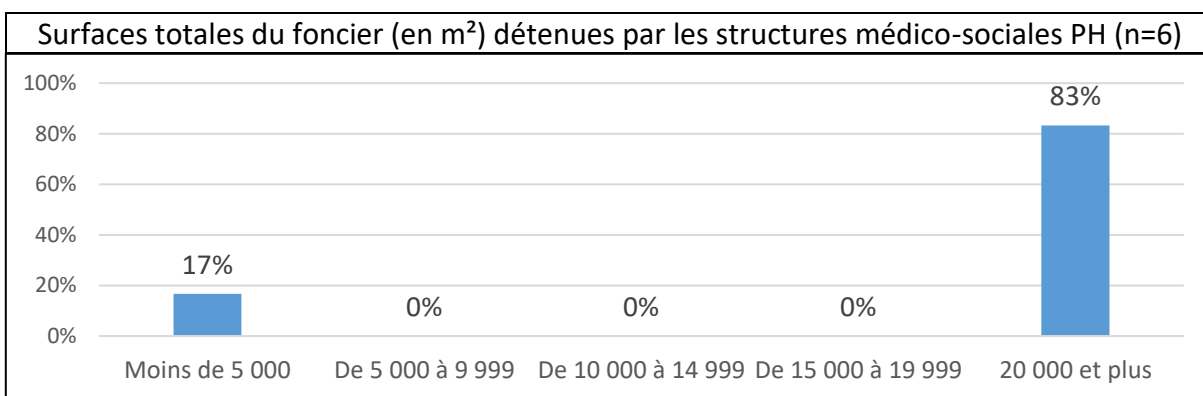 Surfaces totales du foncier (en m²) détenues par les structures médico-sociales PH (n=6)
100%
80%
60%
40%
20%
0%
17%
0%
0%
0%
83%
Moins de 5 000
De 5 000 à 9 999
De 10 000 à 14 999
De 15 000 à 19 999
20 000 et plus